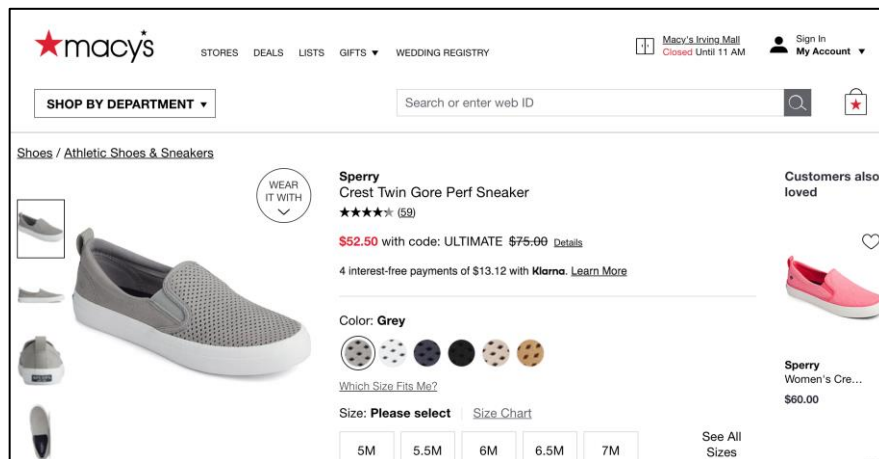 macy's
STORES DEALS LISTS GIFTS ▼ WEDDING REGISTRY
Macy's Irving Mall
Closed Until 11 AM
Sign In
My Account ▼
SHOP BY DEPARTMENT ▼
Search or enter web ID
Shoes / Athletic Shoes & Sneakers
WEAR
IT WITH
Sperry
Crest Twin Gore Perf Sneaker
(59)
$52.50 with code: ULTIMATE $75.00 Details
4 interest-free payments of $13.12 with Klarna. Learn More
Color: Grey
Which Size Fits Me?
Size: Please select | Size Chart
5M 5.5M 6M 6.5M 7M
See All
Sizes
Customers also
loved
Sperry
Women's Cre...
$60.00